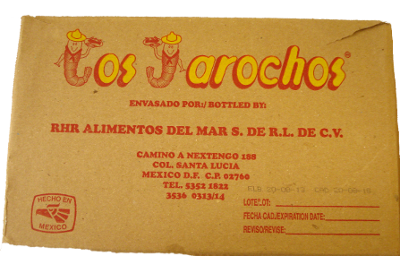 Los Jarochos®
ENVASADO POR:/ BOTTLED BY:
RHR ALIMENTOS DEL MAR S. DE R.L. DE C.V.
CAMINO A NEXTENGO 188
COL. SANTA LUCIA
MEXICO D.F. C.P. 02760
TEL. 5352 1822
3536 0313/14
HECHO EN
MEXICO
LOTE/LOT:
FECHA CAD./EXPIRATION DATE:
REVISO/REVISE: